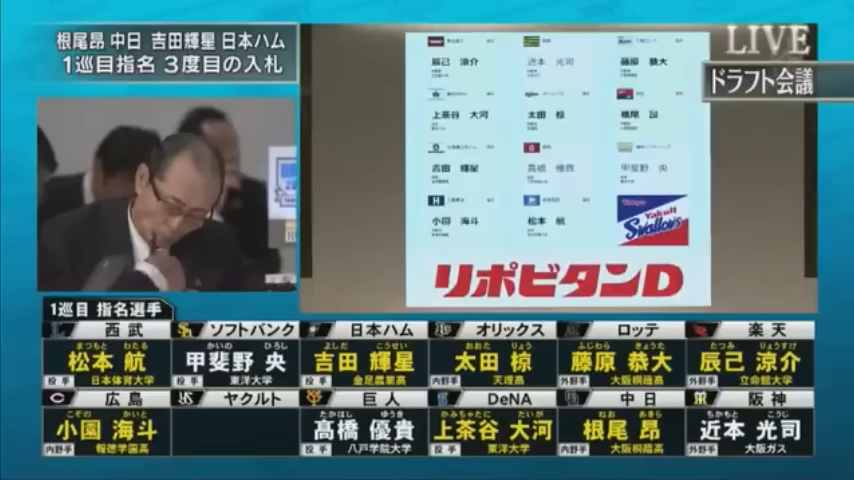 根尾昂 中日 吉田輝星 日本ハム
1巡目指名 3度目の入札
LIVE
ドラフト会議
辰己 涼介
近本 光司
藤原 恭大
上茶谷 大河
太田 椋
根尾 昂
吉田 輝星
高橋 優貴
甲斐野 央
小園 海斗
松本 航
Yakult
Swallows
リポビタンD
1巡目 指名選手
西武
ソフトバンク
日本ハム
オリックス
ロッテ
楽天
まつもと わたる
かいの ひろし
よしだ こうせい
おおた りょう
ふじわら きょうた
たつみ りょうすけ
松本 航
甲斐野 央
吉田 輝星
太田 椋
藤原 恭大
辰己 涼介
投手 日本体育大学
投手 東洋大学
投手 金足農業高
内野手 天理高
外野手 大阪桐蔭高
外野手 立命館大学
広島
ヤクルト
巨人
DeNA
中日
阪神
こぞの かいと
たかはし ゆうき
かみちゃたに たいが
ねお あきら
ちかもと こうじ
小園 海斗
髙橋 優貴
上茶谷 大河
根尾 昂
近本 光司
内野手 報徳学園高
投手 八戸学院大学
投手 東洋大学
内野手 大阪桐蔭高
外野手 大阪ガス